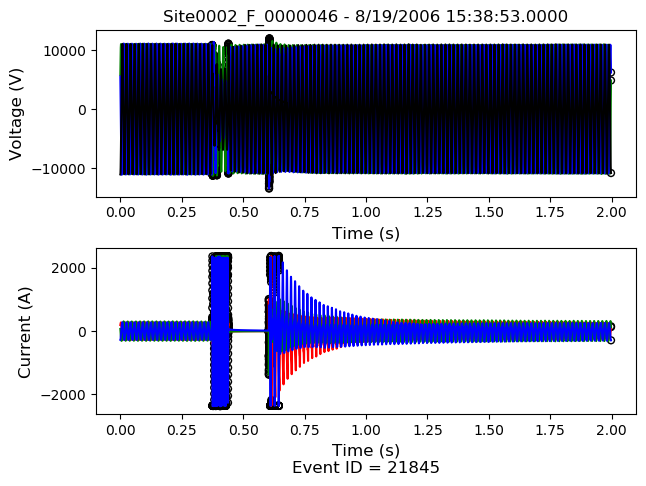 Site0002_F_0000046 - 8/19/2006 15:38:53.0000
10000
0
−10000
Voltage (V)
0.00 0.25 0.50 0.75 1.00 1.25 1.50 1.75 2.00
Time (s)
2000
0
−2000
Current (A)
0.00 0.25 0.50 0.75 1.00 1.25 1.50 1.75 2.00
Time (s)
Event ID = 21845